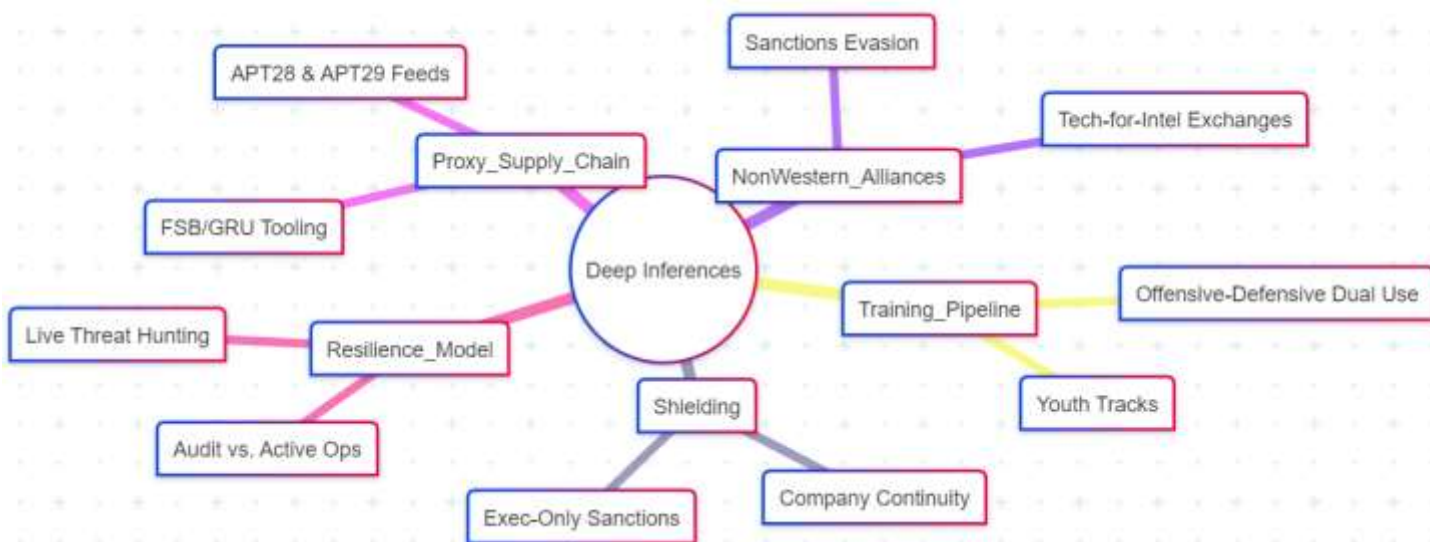 Sanctions Evasion
APT28 & APT29 Feeds
Tech-for-Intel Exchanges
Proxy_Supply_Chain
NonWestern_Alliances
FSB/GRU Tooling
Deep Inferences
Offensive-Defensive Dual Use
Training_Pipeline
Live Threat Hunting
Resilience_Model
Shielding
Youth Tracks
Audit vs. Active Ops
Company Continuity
Exec-Only Sanctions